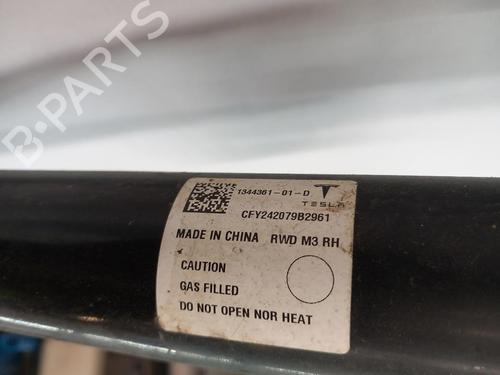 1344361-01-D
TESLA
CFY242079B2961
MADE IN CHINA RWD M3 RH
CAUTION
GAS FILLED
DO NOT OPEN NOR HEAT
B-PARTS